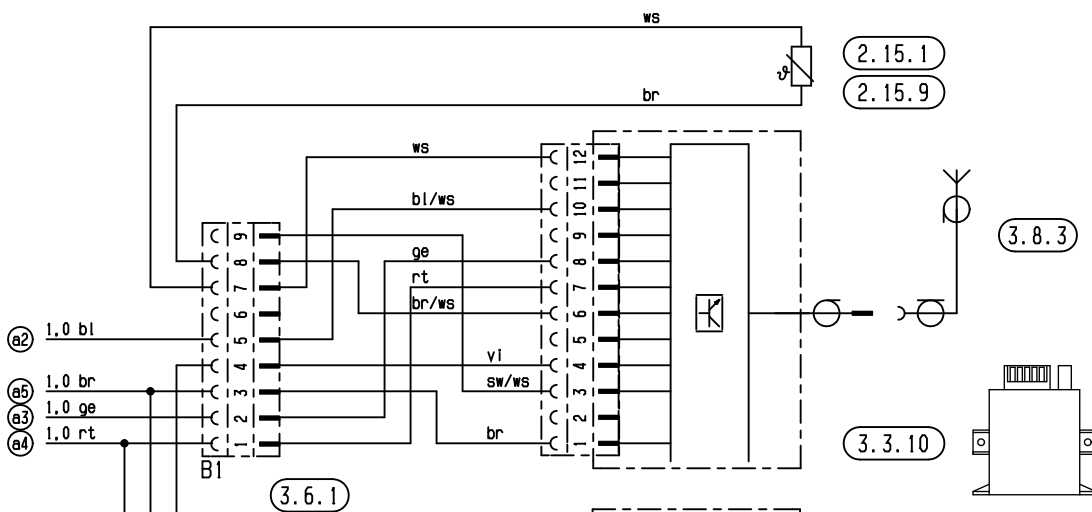 ws
2.15.1
ϑ
2.15.9
br
ws
12
11
bl/ws
10
9
9
ge
8
8
3.8.3
rt
7
7
br/ws
6
6
a2 1,0 bl
5
5
vi
4
4
a5 1,0 br
3
sw/ws
3
a3 1,0 ge
2
2
a4 1,0 rt
1
br
1
3.3.10
B1
3.6.1